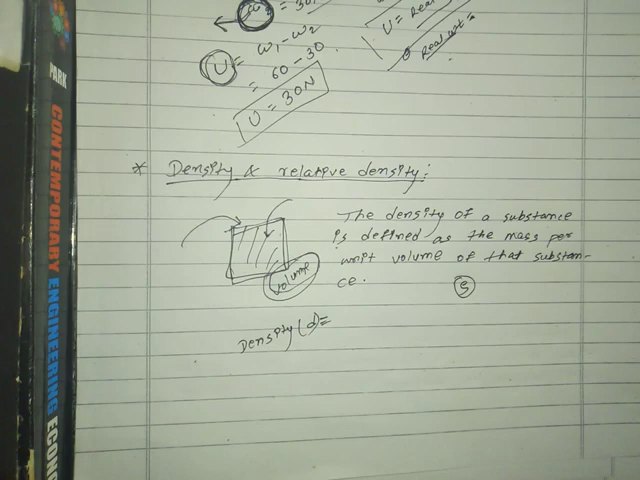 = 30
U = W1-W2
= 60-30
U = 30N
U = Real
Real wt =
* Density & relative density:
The density of a substance
is defined as the mass per
unit volume of that substan-
ce.
volume
Density (d)=
PARK
CONTEMPORARY ENGINEERING ECONO